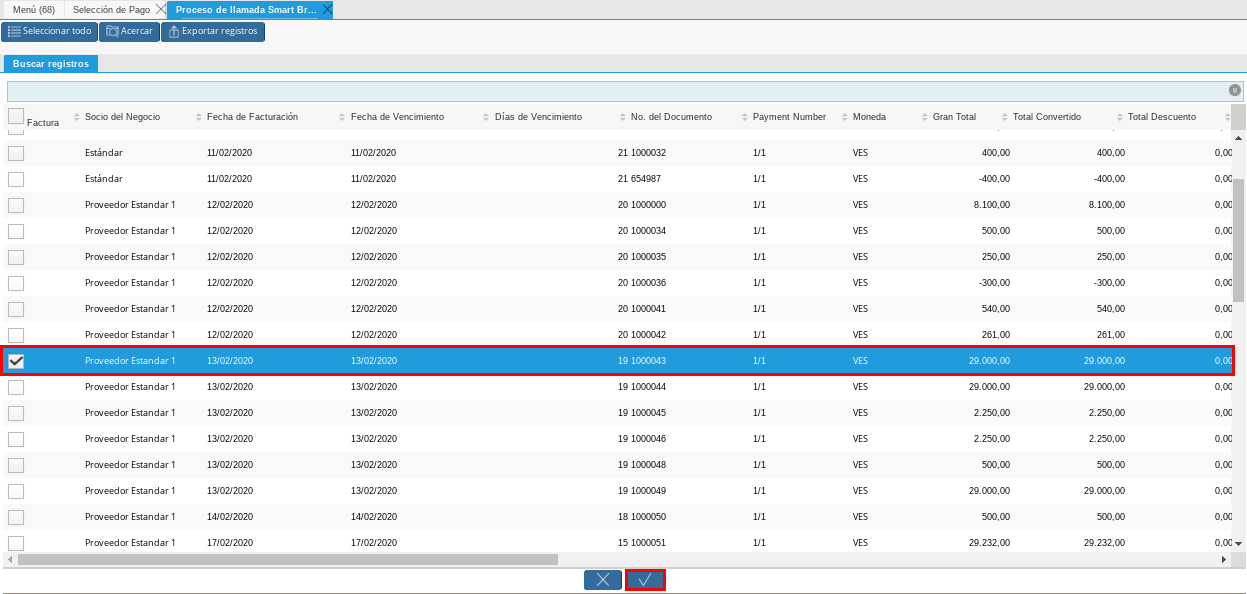 Menú (68) Selección de Pago Proceso de llamada Smart Br...
Seleccionar todo Acercar Exportar registros
Buscar registros
Factura Socio del Negocio Fecha de Facturación Fecha de Vencimiento Días de Vencimiento No. del Documento Payment Number Moneda Gran Total Total Convertido Total Descuento
Estándar 11/02/2020 11/02/2020 21 1000032 1/1 VES 400,00 400,00 0,00
Estándar 11/02/2020 11/02/2020 21 654987 1/1 VES -400,00 -400,00 0,00
Proveedor Estandar 1 12/02/2020 12/02/2020 20 1000000 1/1 VES 8.100,00 8.100,00 0,00
Proveedor Estandar 1 12/02/2020 12/02/2020 20 1000034 1/1 VES 500,00 500,00 0,00
Proveedor Estandar 1 12/02/2020 12/02/2020 20 1000035 1/1 VES 250,00 250,00 0,00
Proveedor Estandar 1 12/02/2020 12/02/2020 20 1000036 1/1 VES -300,00 -300,00 0,00
Proveedor Estandar 1 12/02/2020 12/02/2020 20 1000041 1/1 VES 540,00 540,00 0,00
Proveedor Estandar 1 12/02/2020 12/02/2020 20 1000042 1/1 VES 261,00 261,00 0,00
Proveedor Estandar 1 13/02/2020 13/02/2020 19 1000043 1/1 VES 29.000,00 29.000,00 0,00
Proveedor Estandar 1 13/02/2020 13/02/2020 19 1000044 1/1 VES 29.000,00 29.000,00 0,00
Proveedor Estandar 1 13/02/2020 13/02/2020 19 1000045 1/1 VES 2.250,00 2.250,00 0,00
Proveedor Estandar 1 13/02/2020 13/02/2020 19 1000046 1/1 VES 2.250,00 2.250,00 0,00
Proveedor Estandar 1 13/02/2020 13/02/2020 19 1000048 1/1 VES 500,00 500,00 0,00
Proveedor Estandar 1 13/02/2020 13/02/2020 19 1000049 1/1 VES 29.000,00 29.000,00 0,00
Proveedor Estandar 1 14/02/2020 14/02/2020 18 1000050 1/1 VES 500,00 500,00 0,00
Proveedor Estandar 1 17/02/2020 17/02/2020 15 1000051 1/1 VES 29.232,00 29.232,00 0,00